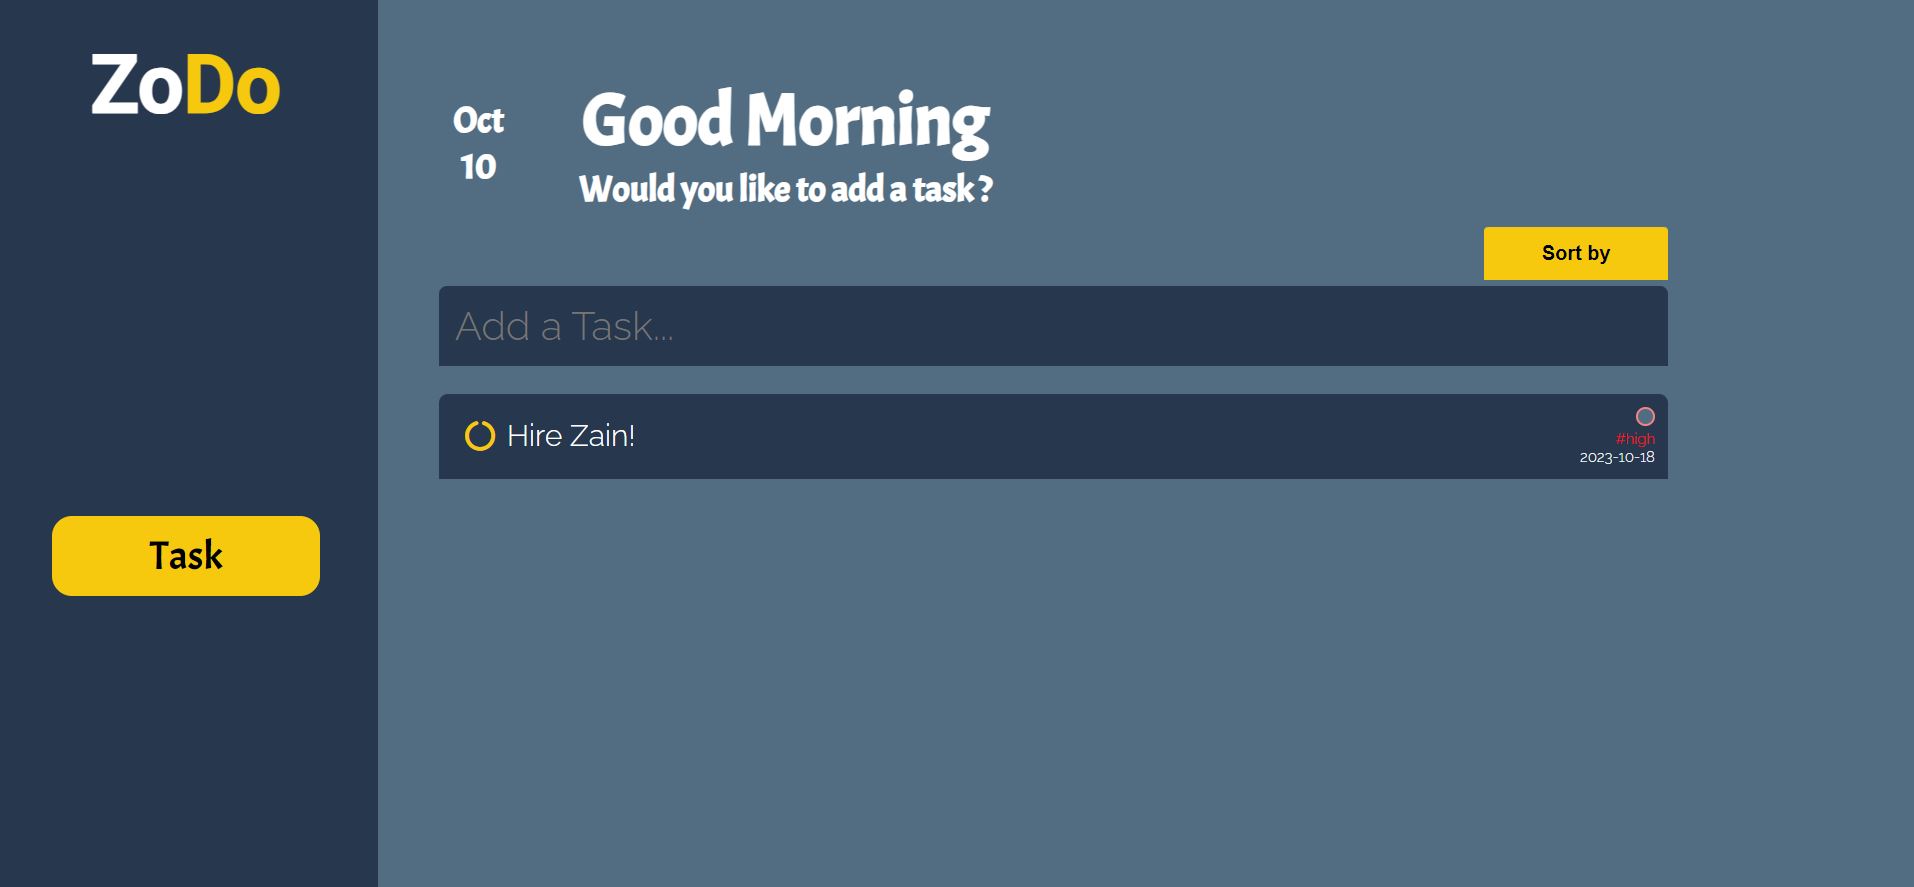 ZoDo
Oct
10
Good Morning
Would you like to add a task ?
Sort by
Add a Task...
Hire Zain!
#high
2023-10-18
Task